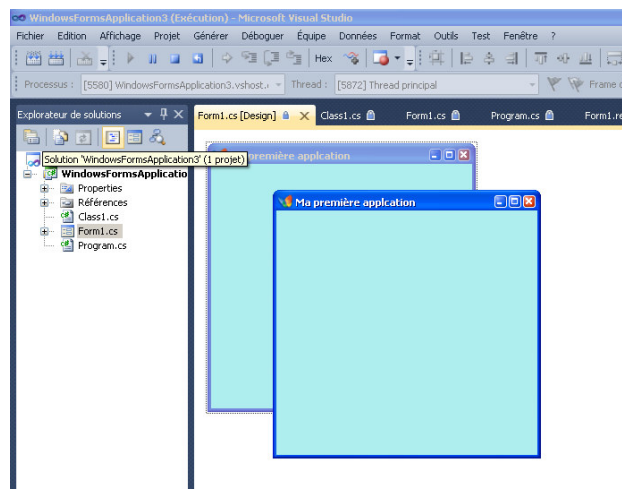 WindowsFormsApplication3 (Exécution) - Microsoft Visual Studio
Fichier Edition Affichage Projet Générer Déboguer Équipe Données Format Outils Test Fenêtre ?
Hex
Processus : [5580] WindowsFormsApplication3.vshost. Thread : [5872] Thread principal Frame
Explorateur de solutions Form1.cs [Design] Class1.cs Form1.cs Program.cs Form1.re
Solution 'WindowsFormsApplication3' (1 projet) première applcation
WindowsFormsApplicatio
Properties
Références
Class1.cs
Form1.cs
Program.cs
Ma première applcation